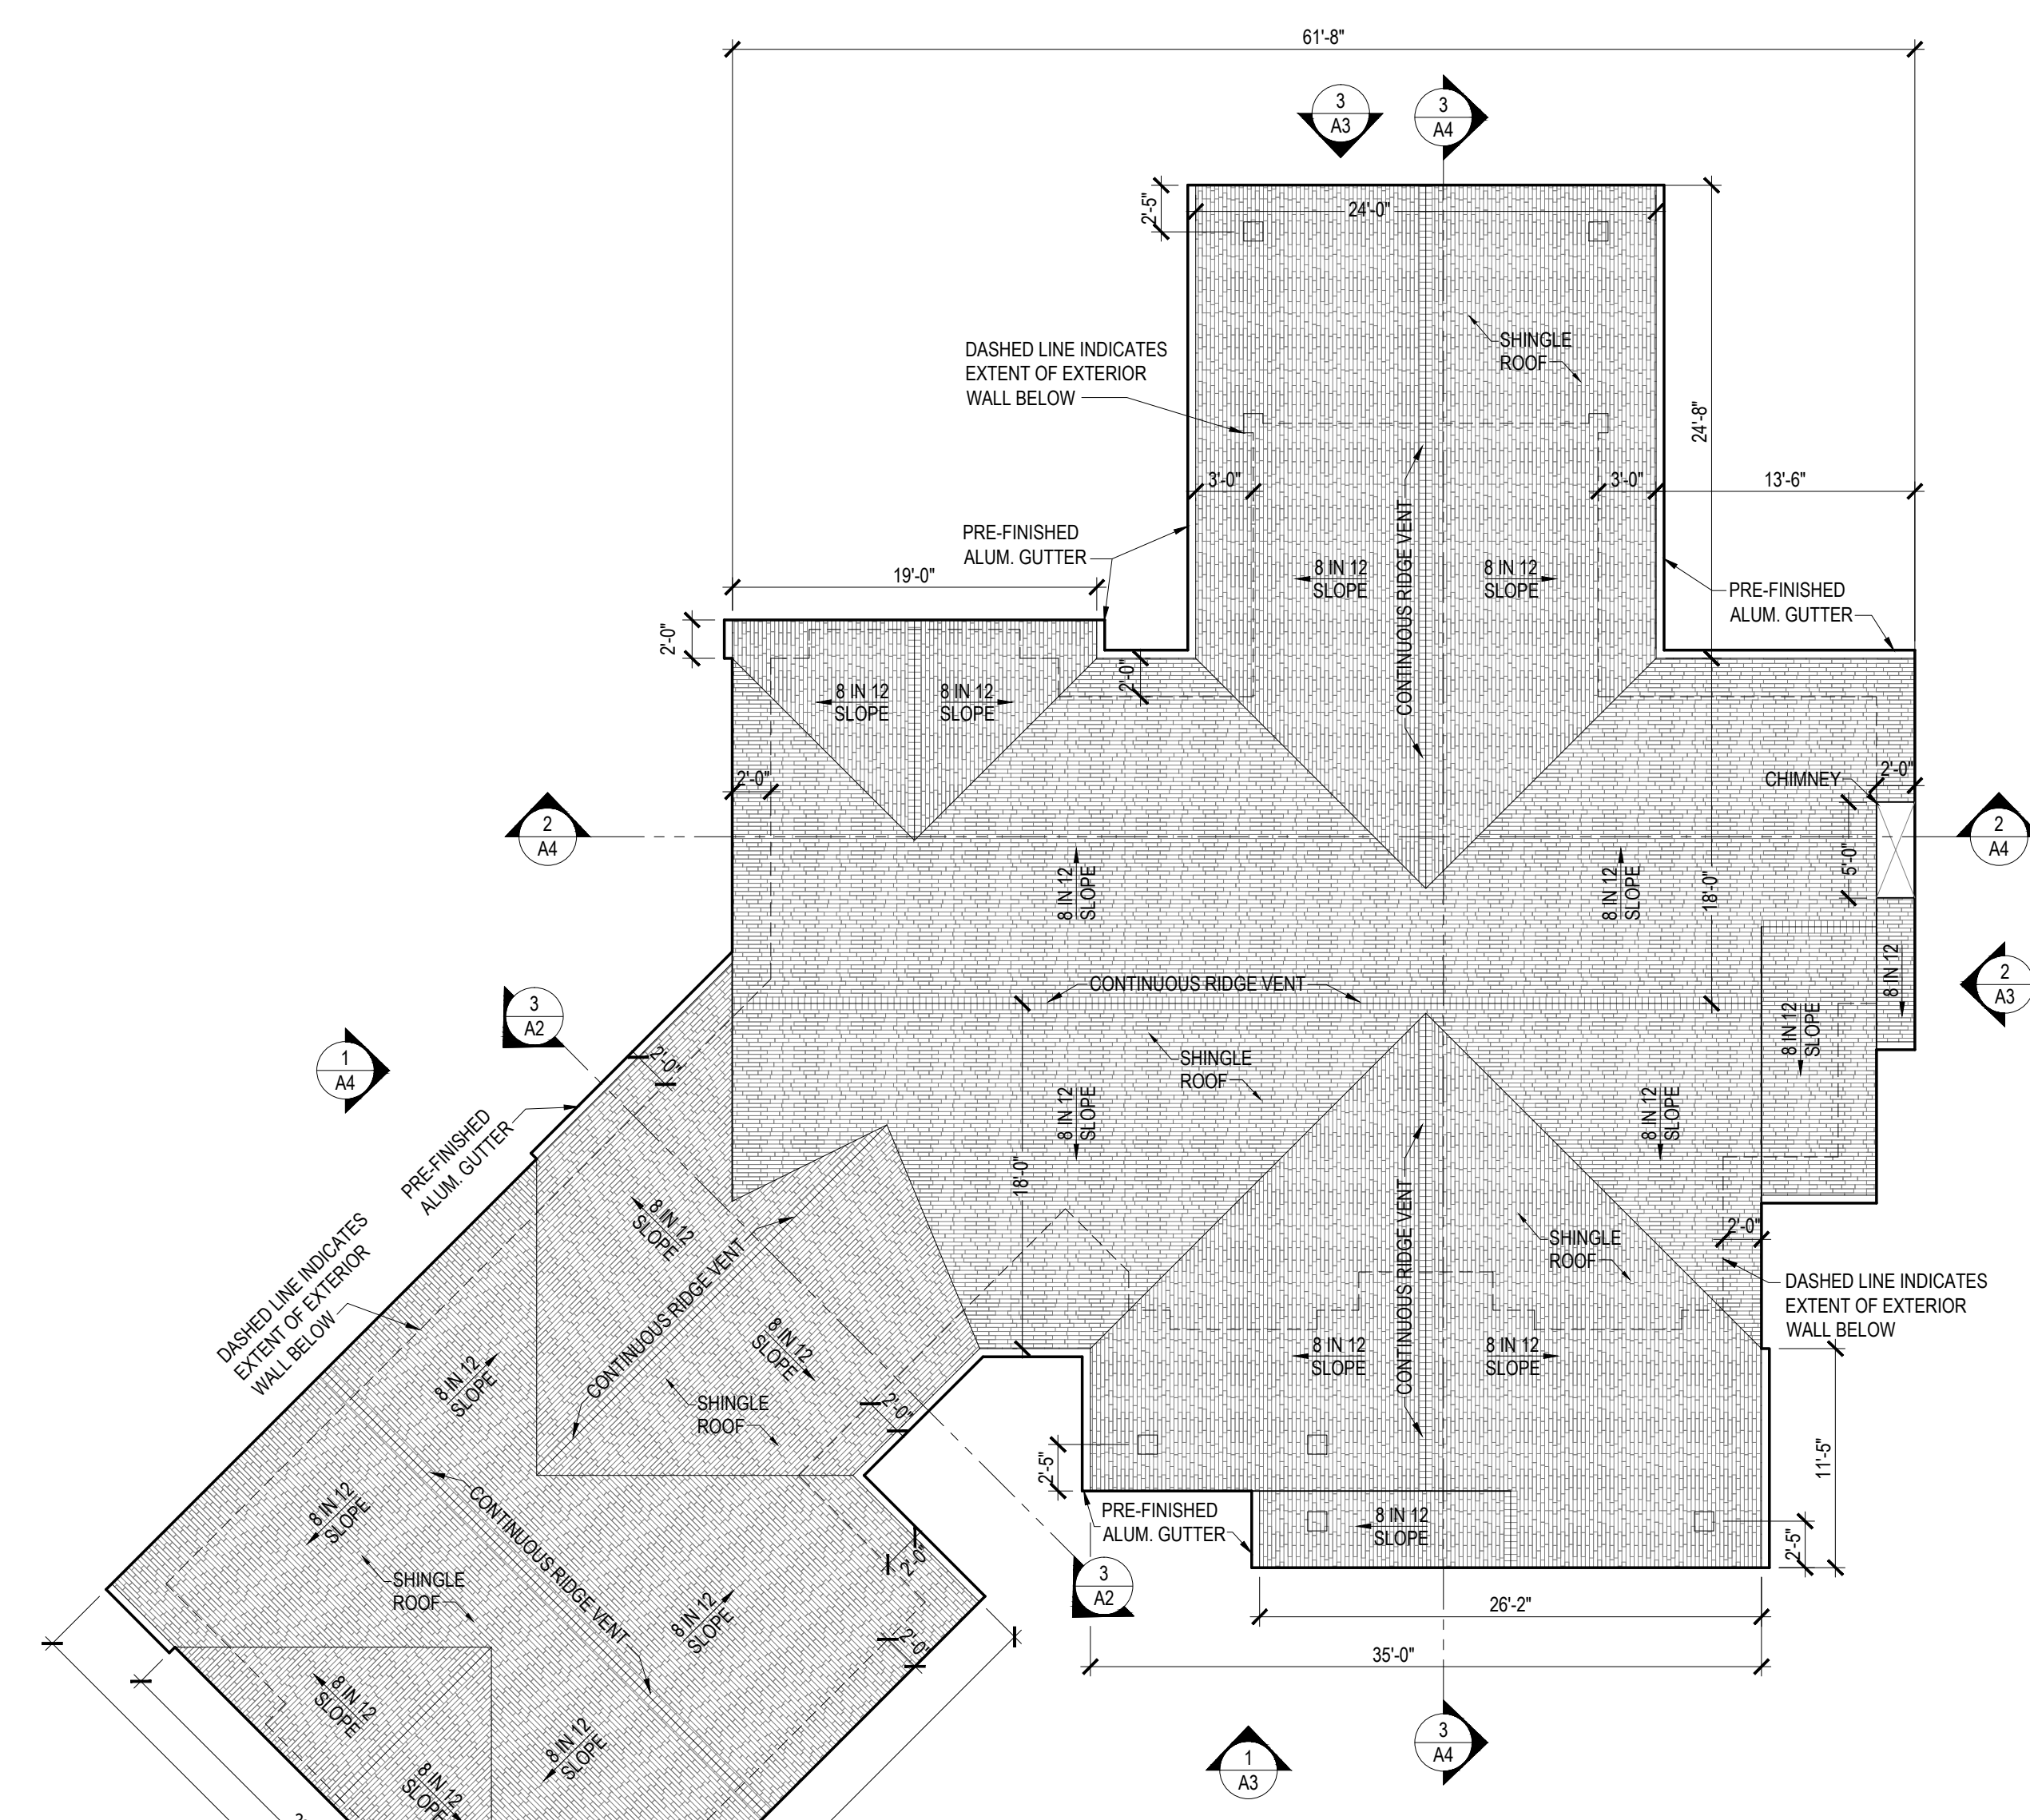 61'-8"
3
A3
3
A4
2'-5"
24'-0"
SHINGLE
ROOF
DASHED LINE INDICATES
EXTENT OF EXTERIOR
WALL BELOW
24'-8"
3'-0"
3'-0"
13'-6"
CONTINUOUS RIDGE VENT
PRE-FINISHED
ALUM. GUTTER
19'-0"
8 IN 12
SLOPE
8 IN 12
SLOPE
PRE-FINISHED
ALUM. GUTTER
2'-0"
2'-0"
8 IN 12
SLOPE
8 IN 12
SLOPE
2'-0"
CHIMNEY
2'-0"
2
A4
2
A4
5'-0"
8 IN 12
SLOPE
8 IN 12
SLOPE
18'-0"
CONTINUOUS RIDGE VENT
8 IN 12
2
A3
3
A2
8 IN 12
SLOPE
1
A4
2'-0"
SHINGLE
ROOF
8 IN 12
SLOPE
8 IN 12
SLOPE
PRE-FINISHED
ALUM. GUTTER
18'-0"
8 IN 12
SLOPE
CONTINUOUS RIDGE VENT
CONTINUOUS RIDGE VENT
SHINGLE
ROOF
2'-0"
DASHED LINE INDICATES
EXTENT OF EXTERIOR
WALL BELOW
DASHED LINE INDICATES
EXTENT OF EXTERIOR
WALL BELOW
8 IN 12
SLOPE
8 IN 12
SLOPE
8 IN 12
SLOPE
8 IN 12
SLOPE
SHINGLE
ROOF
2'-0"
2'-5"
11'-5"
8 IN 12
SLOPE
CONTINUOUS RIDGE VENT
PRE-FINISHED
ALUM. GUTTER
8 IN 12
SLOPE
2'-5"
2'-0"
SHINGLE
ROOF
3
A2
26'-2"
8 IN 12
SLOPE
2'-0"
35'-0"
8 IN 12
SLOPE
8 IN 12
SLOPE
8 IN 12
SLOPE
3
A4
1
A3